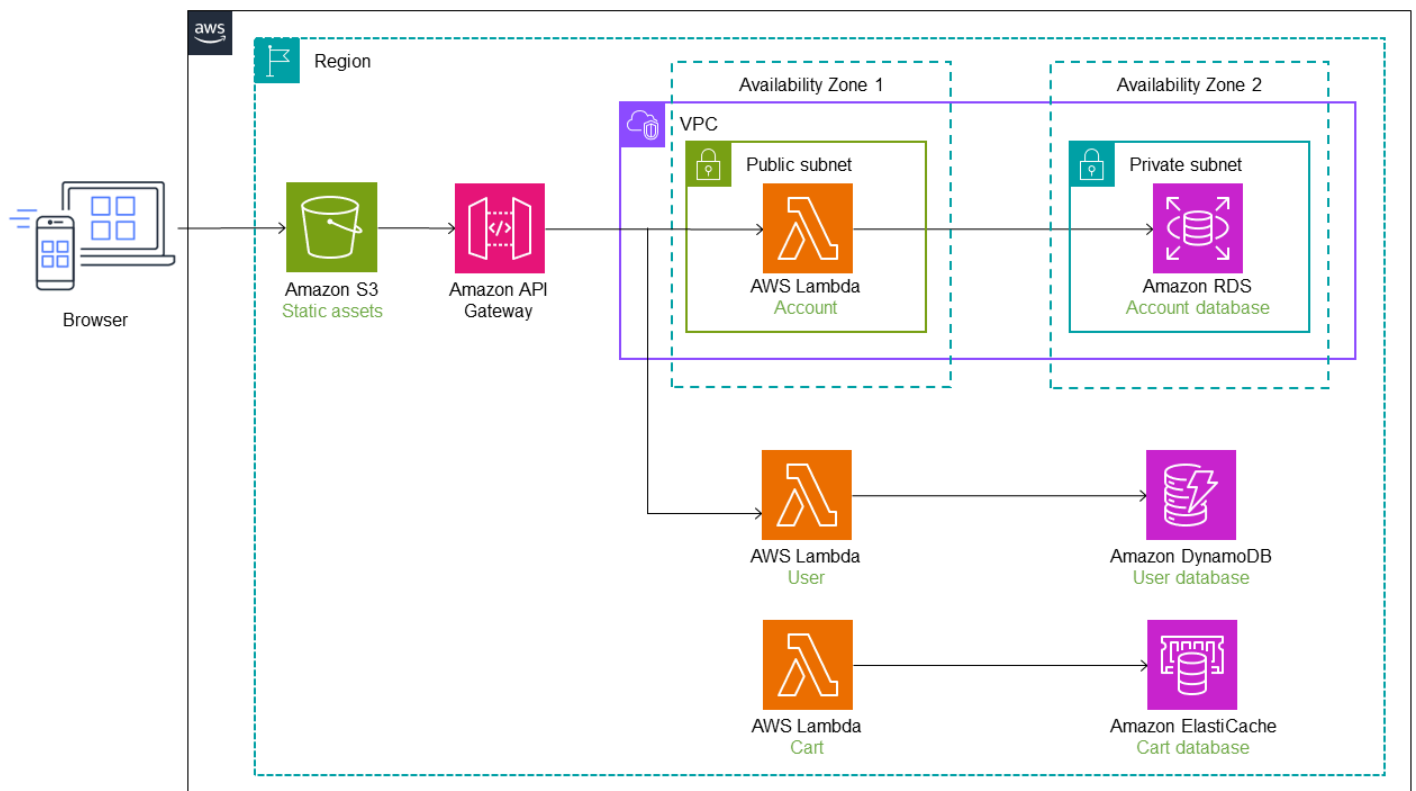 aws
Region
Availability Zone 1
Availability Zone 2
VPC
Public subnet
Private subnet
</>
Amazon S3
Static assets
Amazon API
Gateway
AWS Lambda
Account
Amazon RDS
Account database
Browser
AWS Lambda
User
Amazon DynamoDB
User database
AWS Lambda
Cart
Amazon ElastiCache
Cart database